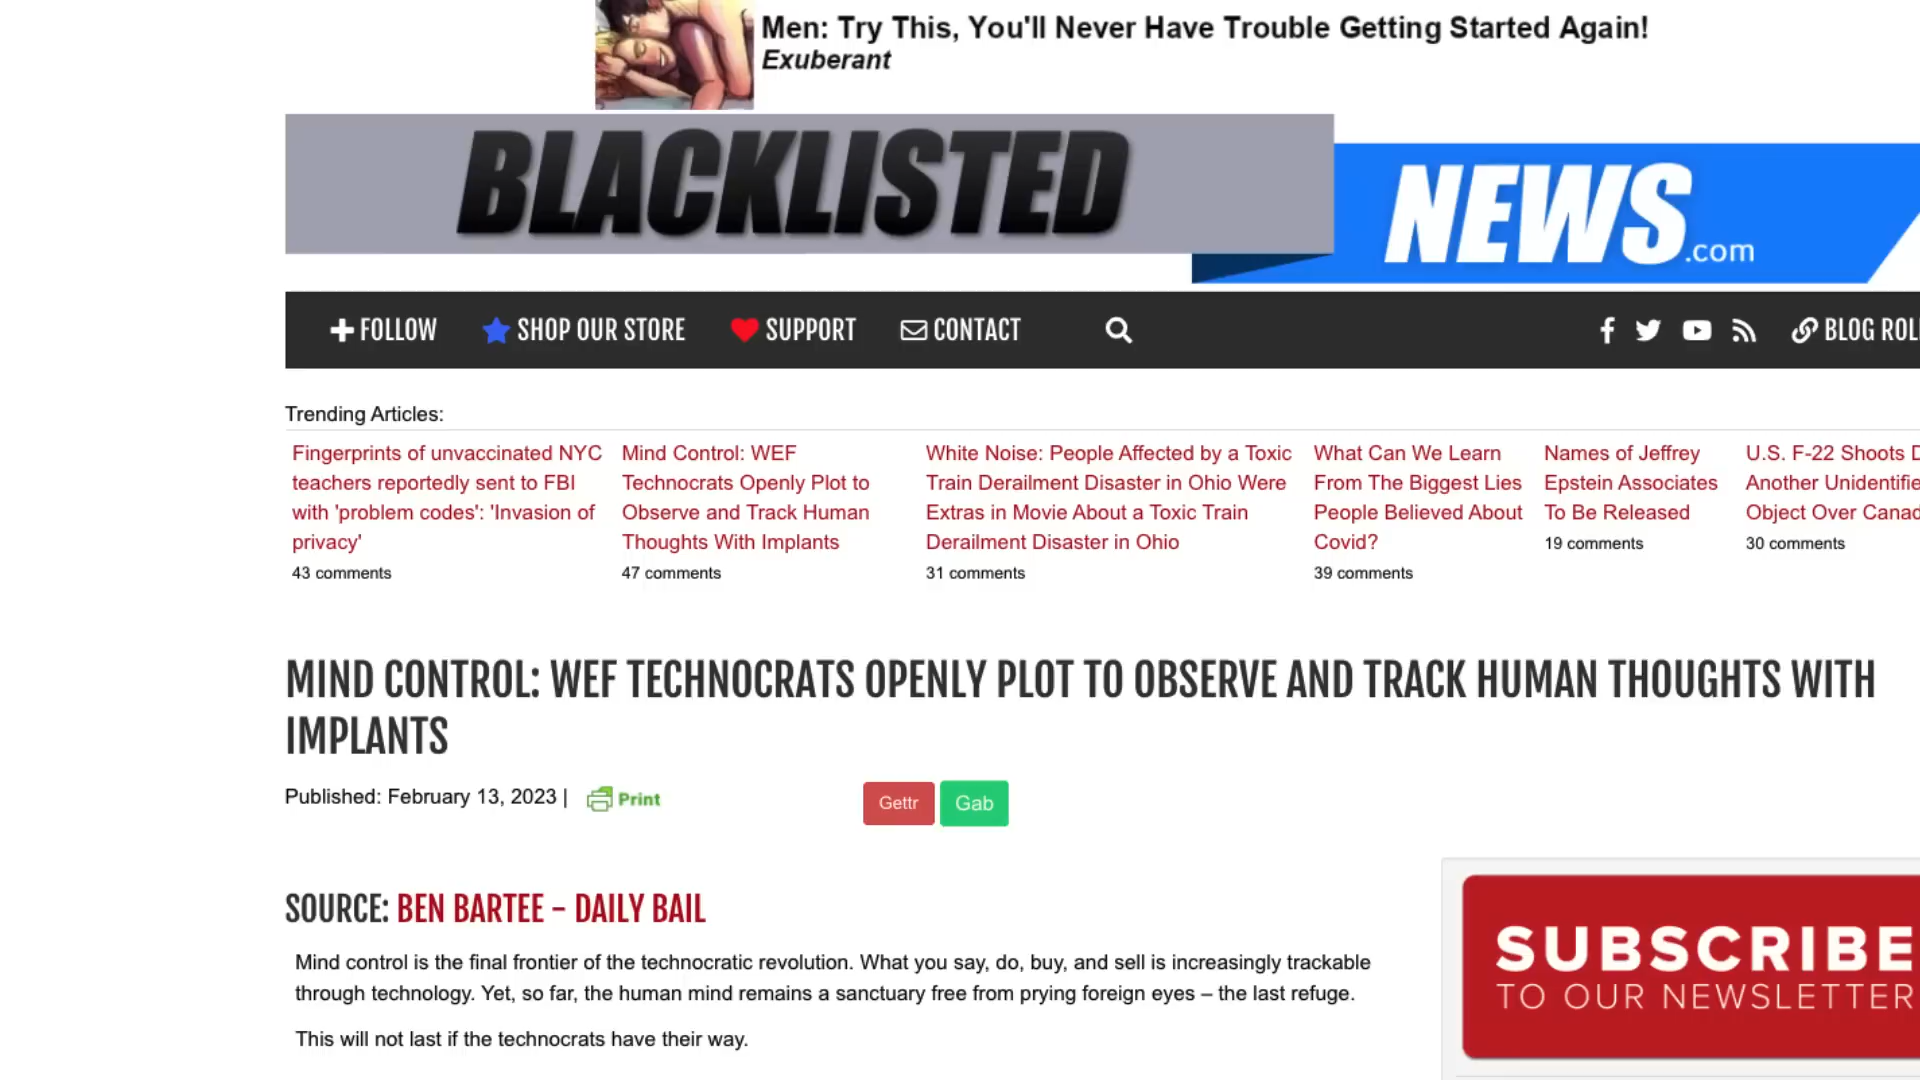 Men: Try This, You'll Never Have Trouble Getting Started Again!
Exuberant
BLACKLISTED
NEWS.com
FOLLOW SHOP OUR STORE SUPPORT CONTACT BLOG ROLL
Trending Articles:
Fingerprints of unvaccinated NYC
teachers reportedly sent to FBI
with 'problem codes': 'Invasion of
privacy'
43 comments
Mind Control: WEF
Technocrats Openly Plot to
Observe and Track Human
Thoughts With Implants
47 comments
White Noise: People Affected by a Toxic
Train Derailment Disaster in Ohio Were
Extras in Movie About a Toxic Train
Derailment Disaster in Ohio
31 comments
What Can We Learn
From The Biggest Lies
People Believed About
Covid?
39 comments
Names of Jeffrey
Epstein Associates
To Be Released
19 comments
U.S. F-22 Shoots
Another
Object Over
30 comments
MIND CONTROL: WEF TECHNOCRATS OPENLY PLOT TO OBSERVE AND TRACK HUMAN THOUGHTS WITH
IMPLANTS
Published: February 13, 2023 | Print
Gettr Gab
SOURCE: BEN BARTEE - DAILY BAIL
Mind control is the final frontier of the technocratic revolution. What you say, do, buy, and sell is increasingly trackable
through technology. Yet, so far, the human mind remains a sanctuary free from prying foreign eyes – the last refuge.
This will not last if the technocrats have their way.
SUBSCRIBE
TO OUR NEWSLETTER